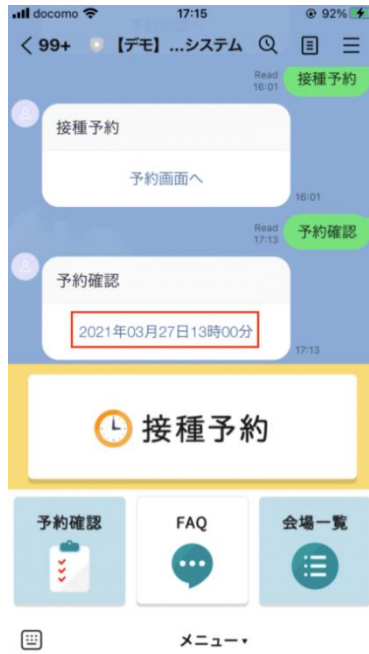 docomo 17:15 92%
99+ 【デモ】...システム
Read
16:01
接種予約
接種予約
予約画面へ
16:01
Read
17:13
予約確認
予約確認
2021年03月27日13時00分
17:13
接種予約
予約確認
FAQ
会場一覧
メニュー▾